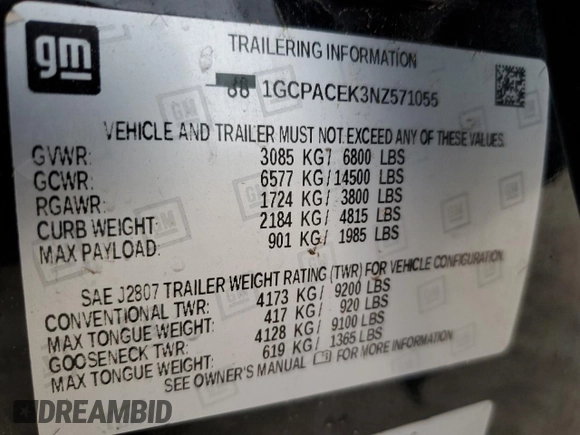 gm
TRAILERING INFORMATION
88 1GCPACEK3NZ571055
VEHICLE AND TRAILER MUST NOT EXCEED ANY OF THESE VALUES.
GVWR: 3085 KG/ 6800 LBS
GCWR: 6577 KG/ 14500 LBS
RGAWR: 1724 KG/ 3800 LBS
CURB WEIGHT: 2184 KG/ 4815 LBS
MAX PAYLOAD: 901 KG/ 1985 LBS
SAE J2807 TRAILER WEIGHT RATING (TWR) FOR VEHICLE CONFIGURATION.
CONVENTIONAL TWR: 4173 KG/ 9200 LBS
MAX TONGUE WEIGHT: 417 KG/ 920 LBS
GOOSENECK TWR: 4128 KG/ 9100 LBS
MAX TONGUE WEIGHT: 619 KG/ 1365 LBS
SEE OWNER'S MANUAL FOR MORE INFORMATION
DREAMBID